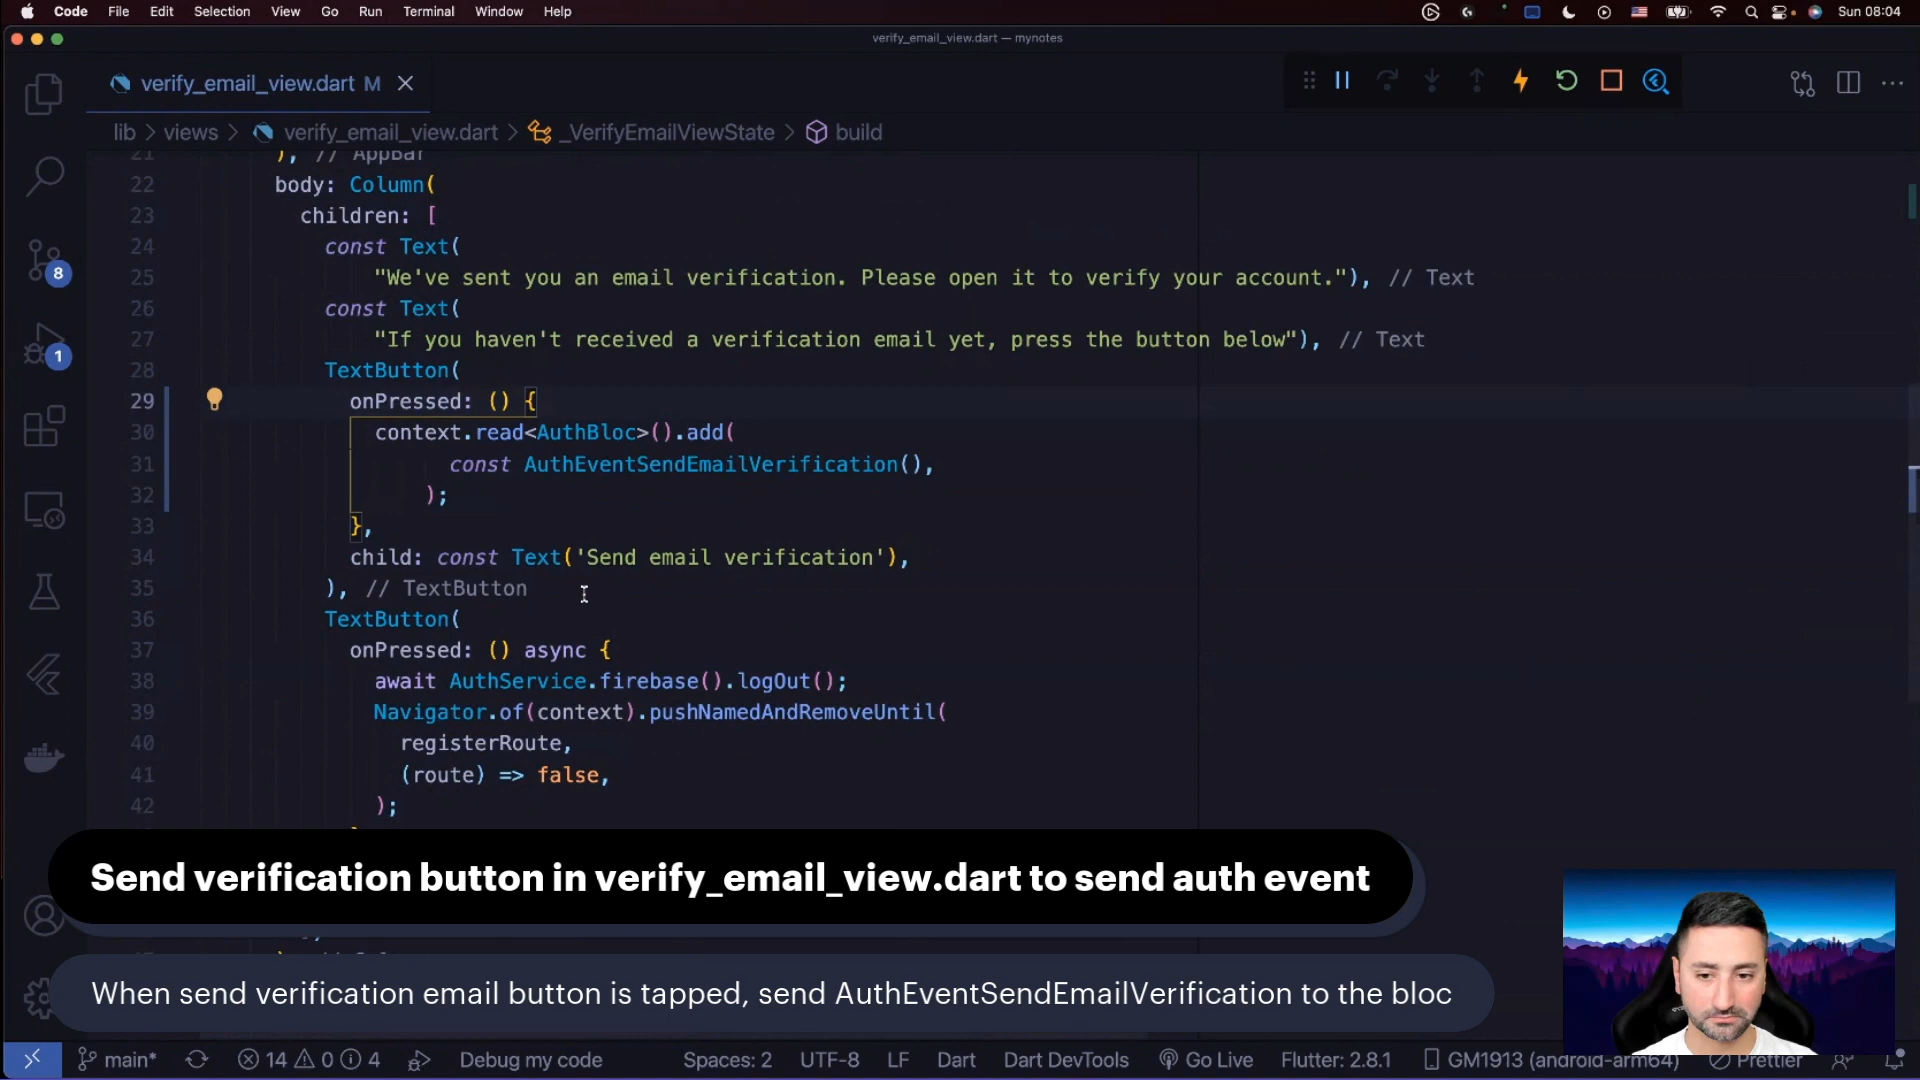 Code File Edit Selection View Go Run Terminal Window Help Sun 08:04
verify_email_view.dart — mynotes
verify_email_view.dart M
lib > views > verify_email_view.dart > _VerifyEmailViewState > build
21 ), // AppBar
22 body: Column(
23 children: [
24 const Text(
25 "We've sent you an email verification. Please open it to verify your account."), // Text
26 const Text(
27 "If you haven't received a verification email yet, press the button below"), // Text
28 TextButton(
29 onPressed: () {
30 context.read<AuthBloc>().add(
31 const AuthEventSendEmailVerification(),
32 );
33 },
34 child: const Text('Send email verification'),
35 ), // TextButton
36 TextButton(
37 onPressed: () async {
38 await AuthService.firebase().logOut();
39 Navigator.of(context).pushNamedAndRemoveUntil(
40 registerRoute,
41 (route) => false,
42 );
8
1
Send verification button in verify_email_view.dart to send auth event
When send verification email button is tapped, send AuthEventSendEmailVerification to the bloc
main* 14 0 4 Debug my code Spaces: 2 UTF-8 LF Dart Dart DevTools Go Live Flutter: 2.8.1 GM1913 (android-arm64) Prettier